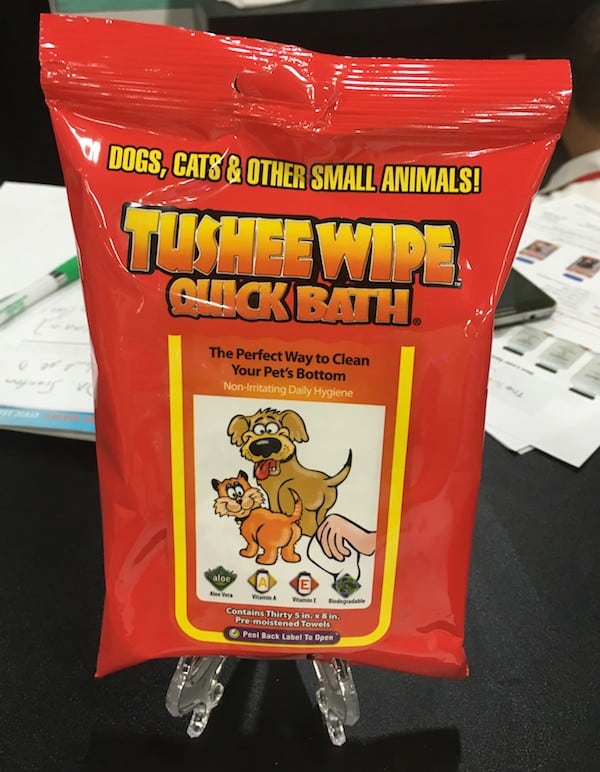 DOGS, CATS & OTHER SMALL ANIMALS!
TUSHEE WIPE™
QUICK BATH®
The Perfect Way to Clean
Your Pet's Bottom
Non-Irritating Daily Hygiene
aloe A E
Aloe Vera Vitamin A Vitamin E Biodegradable
Contains Thirty 5 in. x 8 in.
Pre-moistened Towels
Peel Back Label To Open